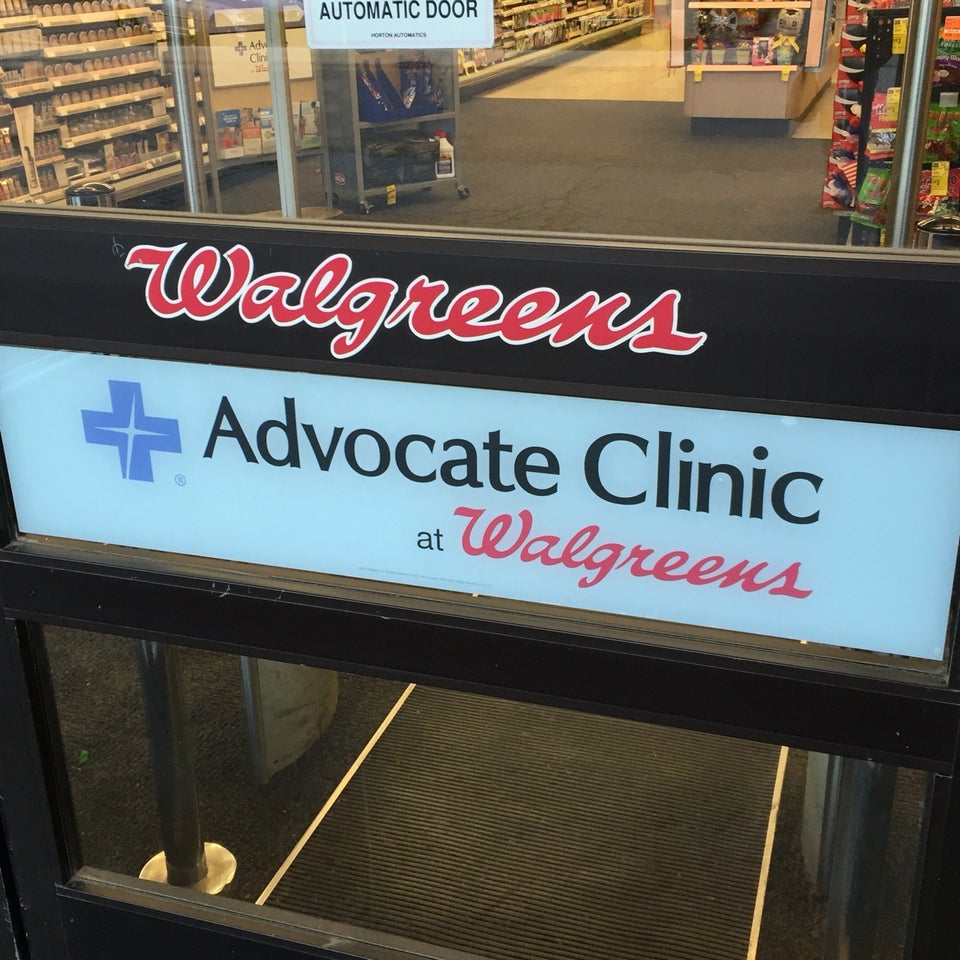 AUTOMATIC DOOR
HORTON AUTOMATICS
Walgreens
Advocate Clinic
®
at Walgreens